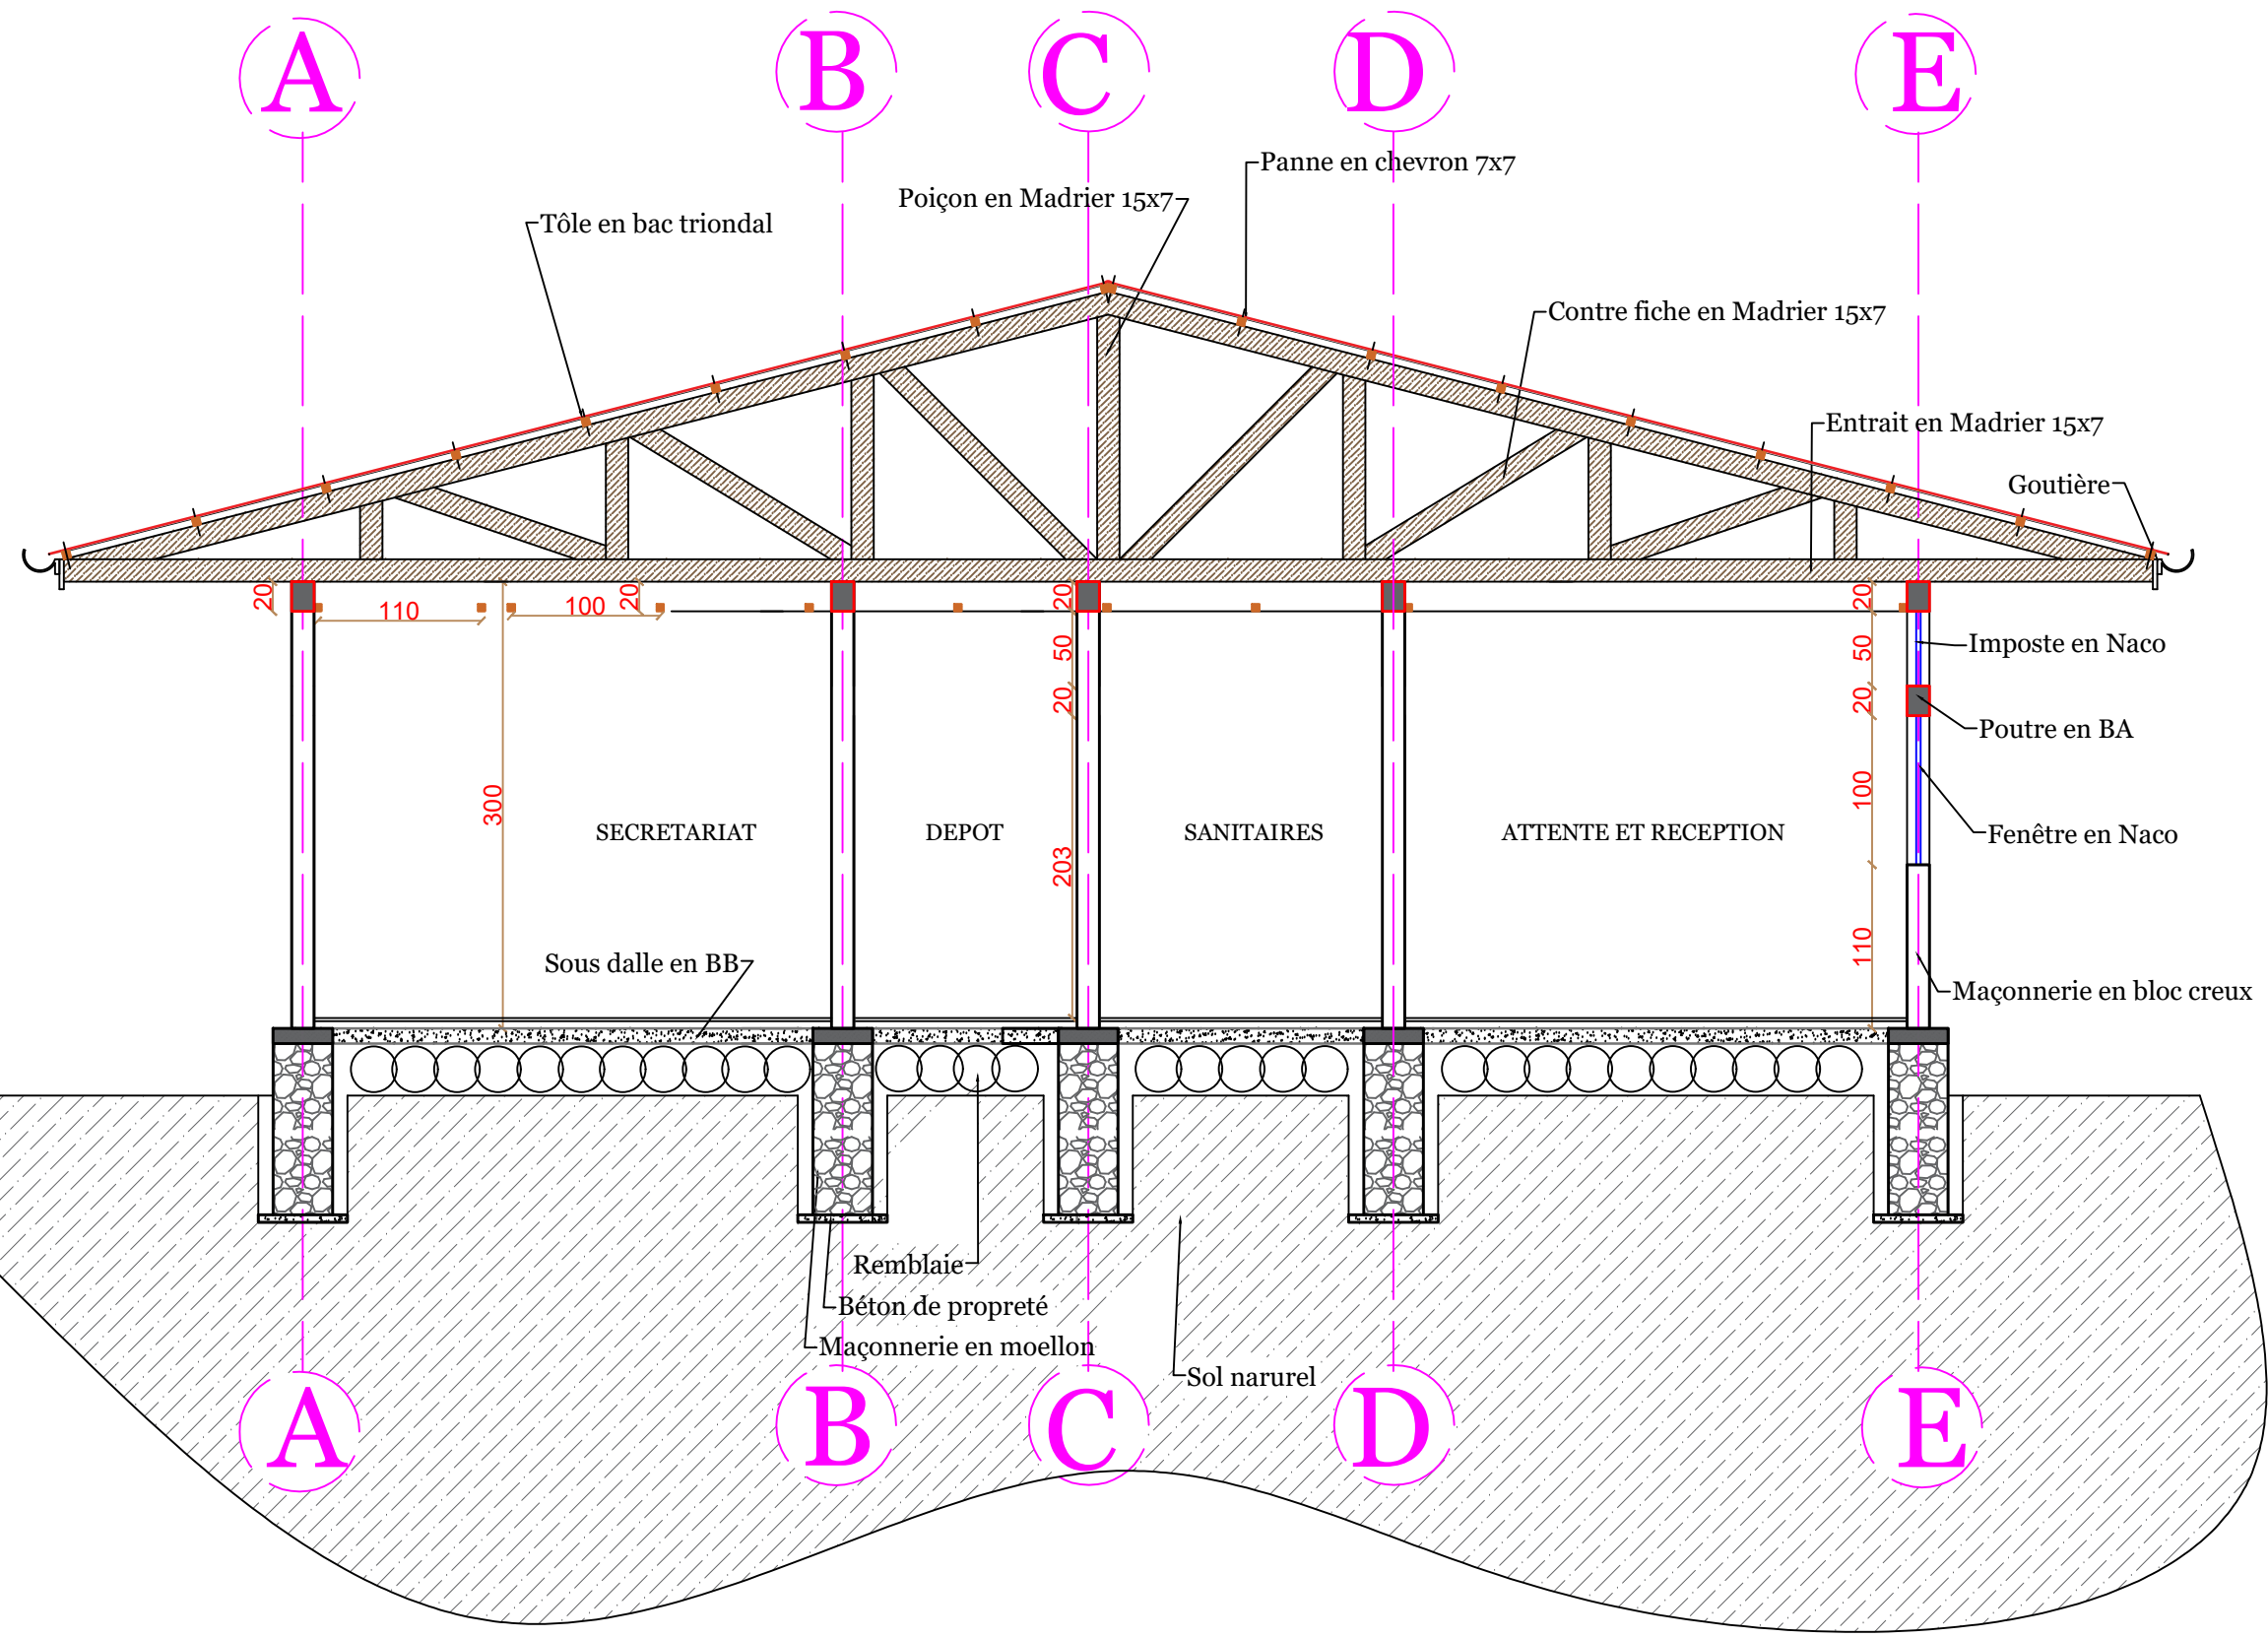 A
B
C
D
E
Panne en chevron 7x7
Poiçon en Madrier 15x7
Tôle en bac triondal
Contre fiche en Madrier 15x7
Entrait en Madrier 15x7
Goutière
20
110
100
20
20
20
50
50
Imposte en Naco
20
20
Poutre en BA
300
100
SECRETARIAT
DEPOT
SANITAIRES
ATTENTE ET RECEPTION
Fenêtre en Naco
203
110
Sous dalle en BB
Maçonnerie en bloc creux
Remblaie
Béton de propreté
Maçonnerie en moellon
Sol narurel
A
B
C
D
E